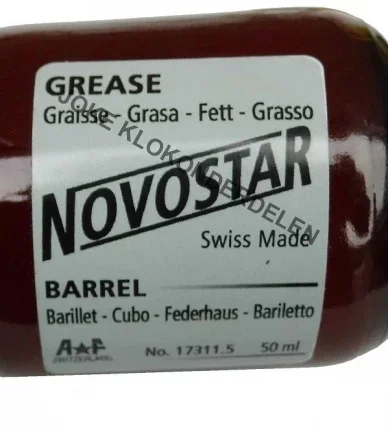 GREASE
Graisse - Grasa - Fett - Grasso
NOVOSTAR
Swiss Made
BARREL
Barillet - Cubo - Federhaus - Bariletto
A★F
SWITZERLAND
No. 17311.5 50 ml
JOKE KLOKONDERDELEN